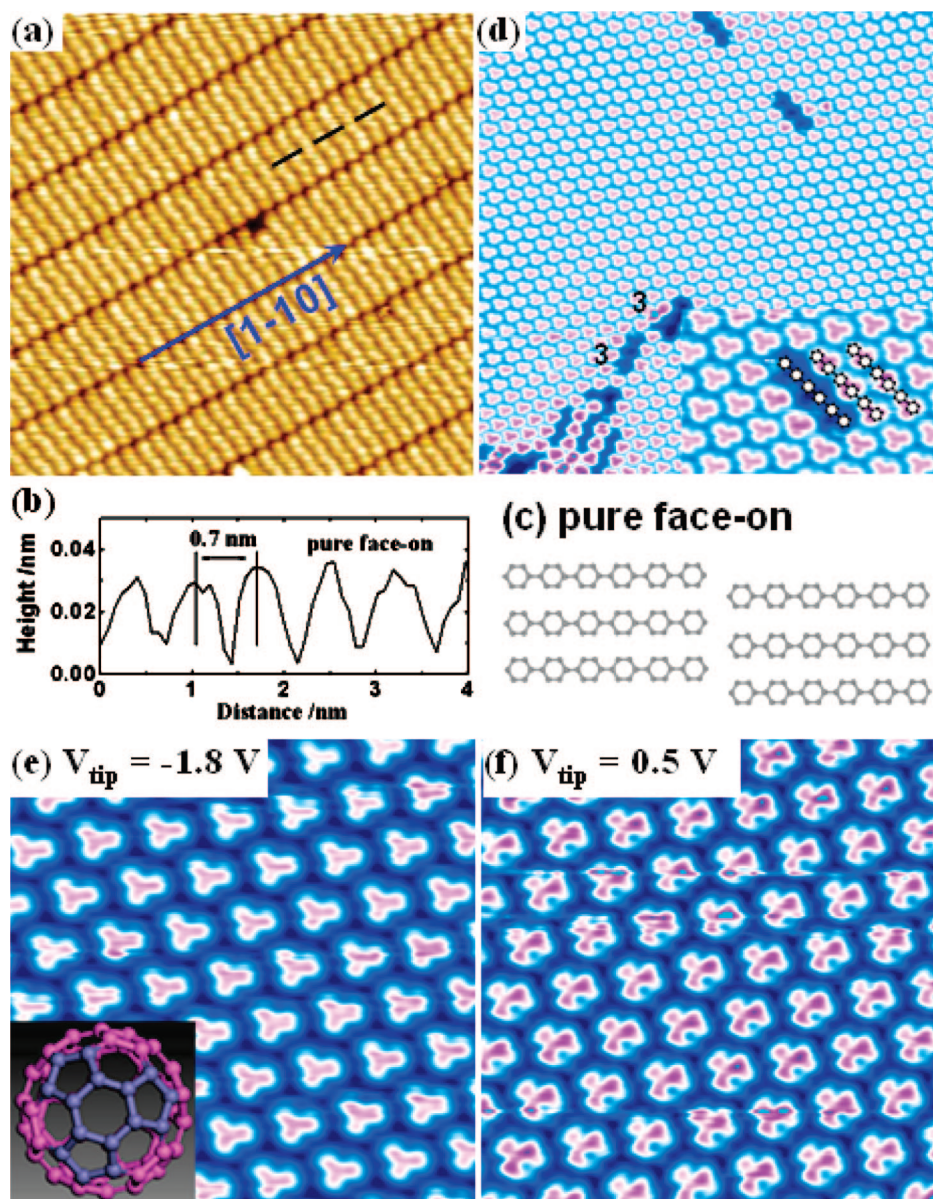 (a)
[1-10]
(d)
3
3
(b)
0.7 nm
pure face-on
Height /nm
0.04
0.02
0.00
0
1
2
3
4
Distance /nm
(c) pure face-on
(e) V_tip = -1.8 V
(f) V_tip = 0.5 V